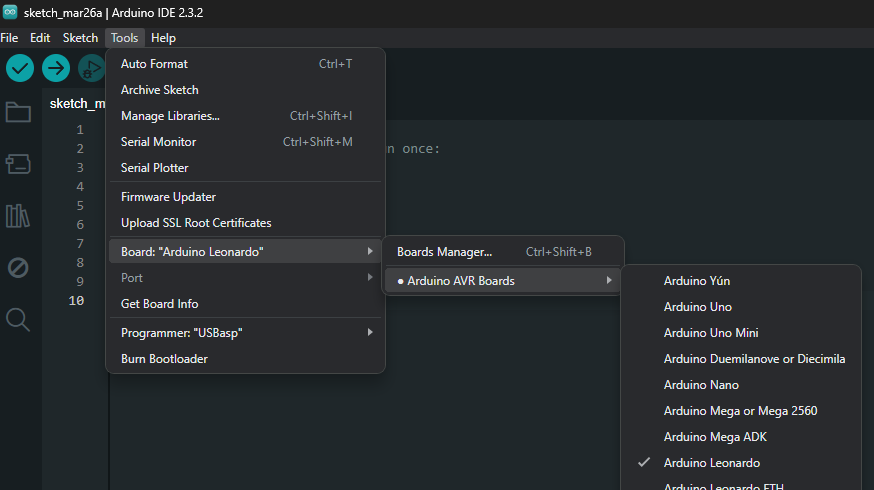 sketch_mar26a | Arduino IDE 2.3.2
File Edit Sketch Tools Help
sketch_m
1
2
n once:
3
4
5
6
7
8
9
10
Auto Format Ctrl+T
Archive Sketch
Manage Libraries... Ctrl+Shift+I
Serial Monitor Ctrl+Shift+M
Serial Plotter
Firmware Updater
Upload SSL Root Certificates
Board: "Arduino Leonardo"
Port
Get Board Info
Programmer: "USBasp"
Burn Bootloader
Boards Manager... Ctrl+Shift+B
● Arduino AVR Boards
Arduino Yún
Arduino Uno
Arduino Uno Mini
Arduino Duemilanove or Diecimila
Arduino Nano
Arduino Mega or Mega 2560
Arduino Mega ADK
Arduino Leonardo
Arduino Leonardo ETH